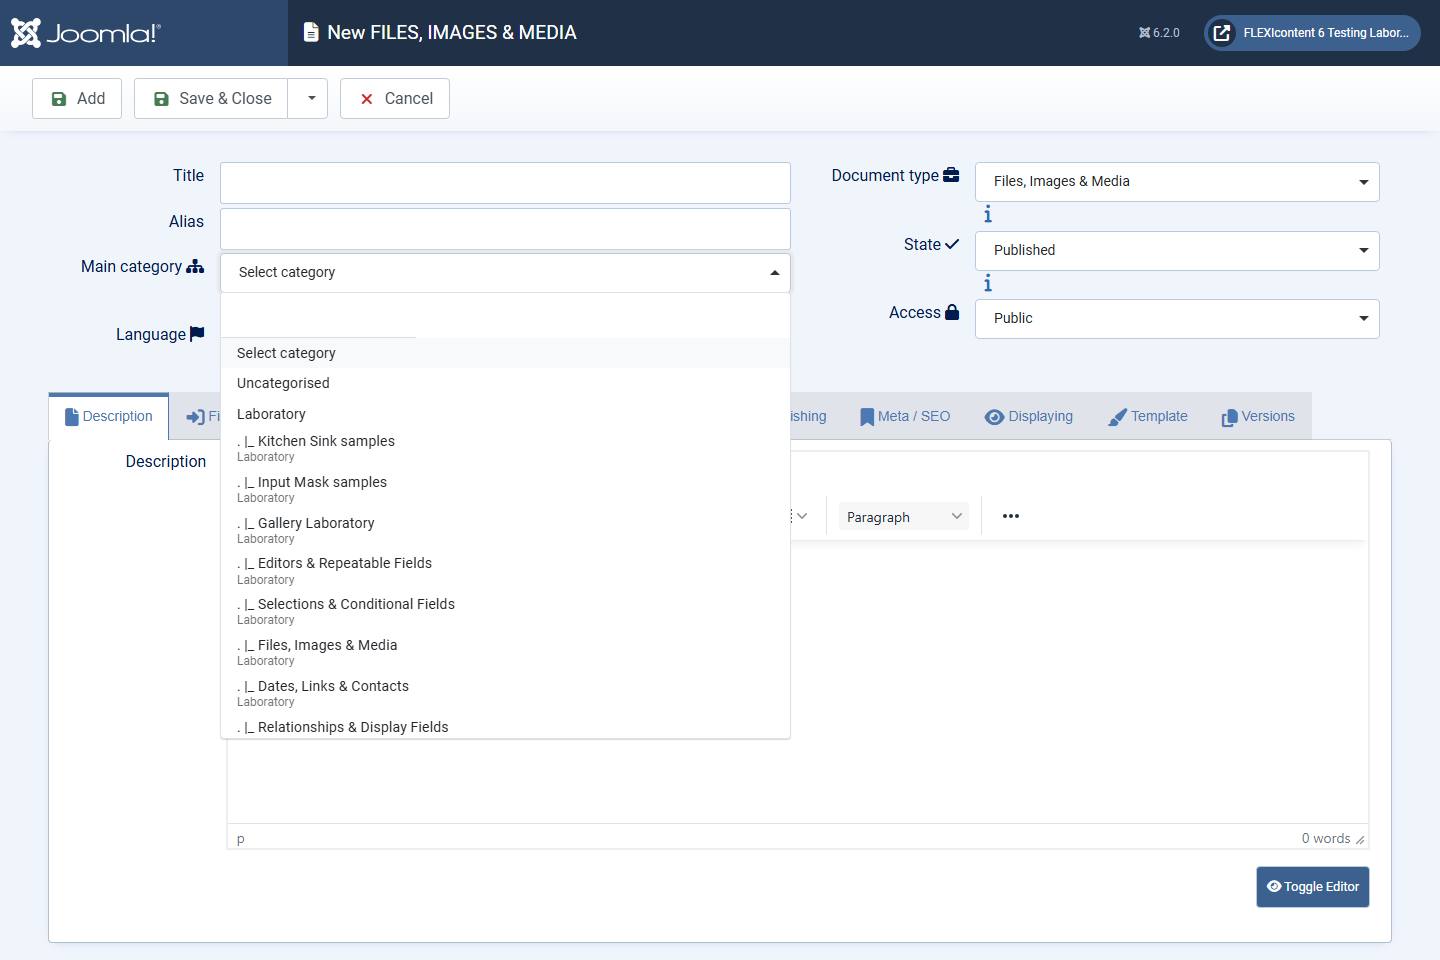 Joomla!
New FILES, IMAGES & MEDIA
6.2.0
FLEXIcontent 6 Testing Labor...
Add
Save & Close
Cancel
Title
Alias
Main category
Select category
Language
Document type
Files, Images & Media
State
Published
Access
Public
Select category
Uncategorised
Laboratory
. |_ Kitchen Sink samples
Laboratory
. |_ Input Mask samples
Laboratory
. |_ Gallery Laboratory
Laboratory
. |_ Editors & Repeatable Fields
Laboratory
. |_ Selections & Conditional Fields
Laboratory
. |_ Files, Images & Media
Laboratory
. |_ Dates, Links & Contacts
Laboratory
. |_ Relationships & Display Fields
Description
Fi
shing
Meta / SEO
Displaying
Template
Versions
Description
Paragraph
p
0 words
Toggle Editor